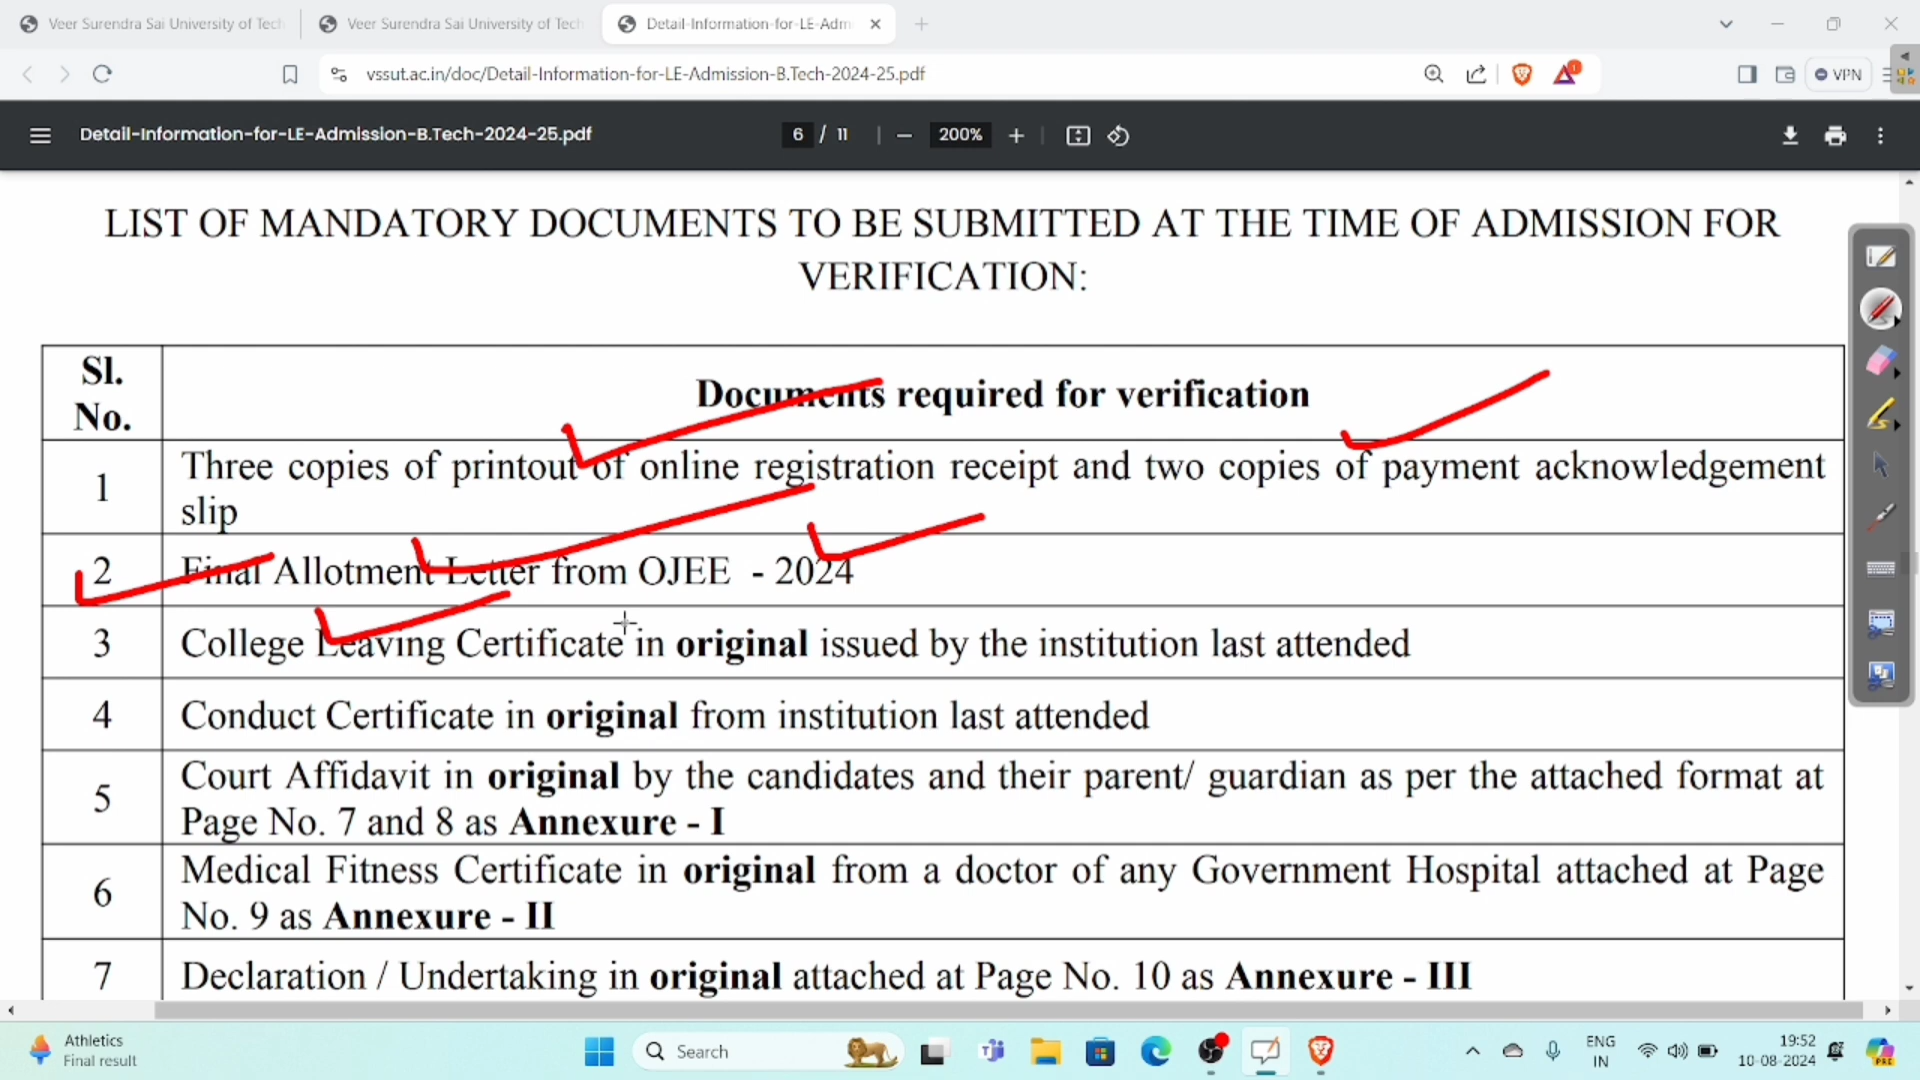 Veer Surendra Sai University of Tech
Veer Surendra Sai University of Tech
Detail-Information-for-LE-Adm
vssut.ac.in/doc/Detail-Information-for-LE-Admission-B.Tech-2024-25.pdf
1
VPN
Detail-Information-for-LE-Admission-B.Tech-2024-25.pdf
6 / 11
200%
LIST OF MANDATORY DOCUMENTS TO BE SUBMITTED AT THE TIME OF ADMISSION FOR
VERIFICATION:
Sl.
No.
Documents required for verification
1
Three copies of printout of online registration receipt and two copies of payment acknowledgement
slip
2
Final Allotment Letter from OJEE - 2024
3
College Leaving Certificate in original issued by the institution last attended
4
Conduct Certificate in original from institution last attended
5
Court Affidavit in original by the candidates and their parent/ guardian as per the attached format at
Page No. 7 and 8 as Annexure - I
6
Medical Fitness Certificate in original from a doctor of any Government Hospital attached at Page
No. 9 as Annexure - II
7
Declaration / Undertaking in original attached at Page No. 10 as Annexure - III
Athletics
Final result
Search
ENG
IN
19:52
10-08-2024
PRE